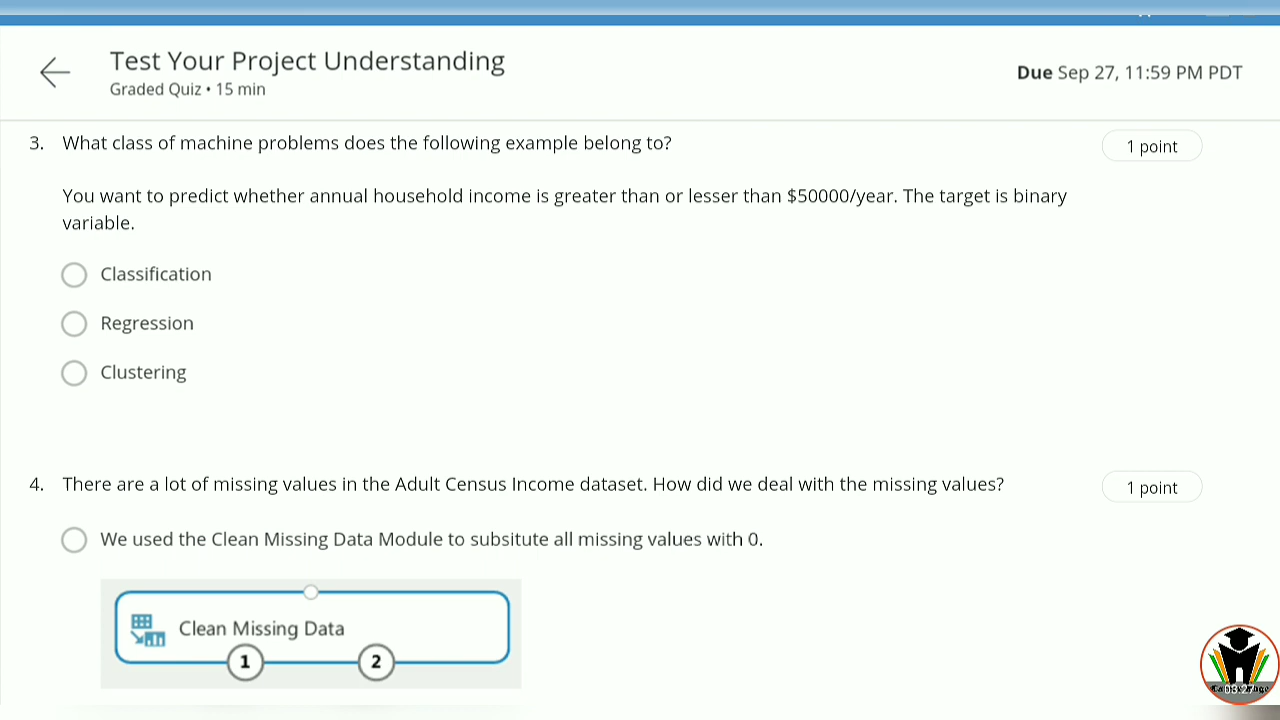 Test Your Project Understanding
Graded Quiz • 15 min
Due Sep 27, 11:59 PM PDT
3. What class of machine problems does the following example belong to?
1 point
You want to predict whether annual household income is greater than or lesser than $50000/year. The target is binary
variable.
Classification
Regression
Clustering
4. There are a lot of missing values in the Adult Census Income dataset. How did we deal with the missing values?
1 point
We used the Clean Missing Data Module to subsitute all missing values with 0.
Clean Missing Data
1 2